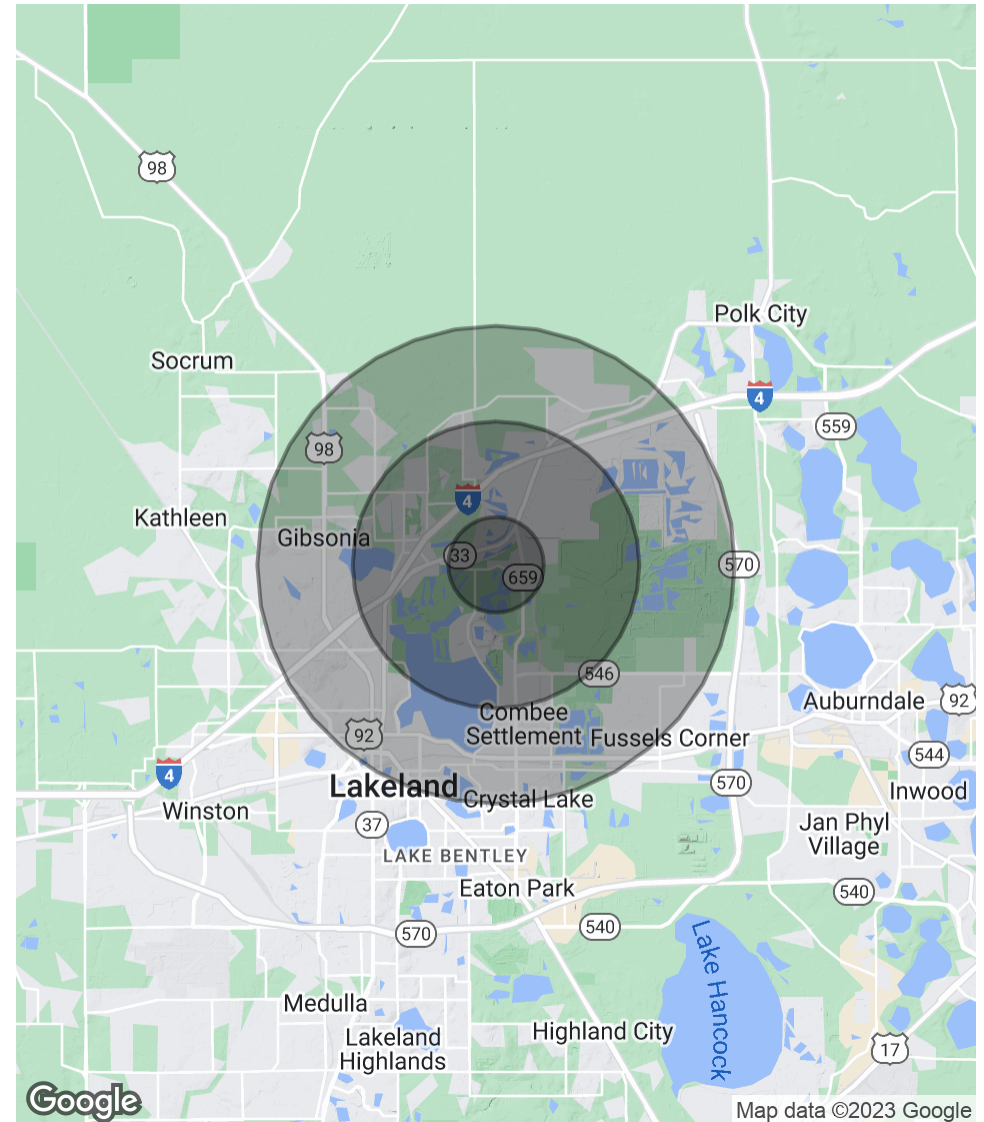 98
Polk City
Socrum
4
559
98
4
Kathleen
Gibsonia
33
659
570
546
Auburndale
92
Combee
Settlement
Fussels Corner
92
544
4
Lakeland
570
Inwood
Crystal Lake
Winston
37
Jan Phyl
Village
LAKE BENTLEY
Eaton Park
540
540
570
Lake Hancock
Medulla
Highland City
Lakeland
Highlands
17
Google
Map data ©2023 Google